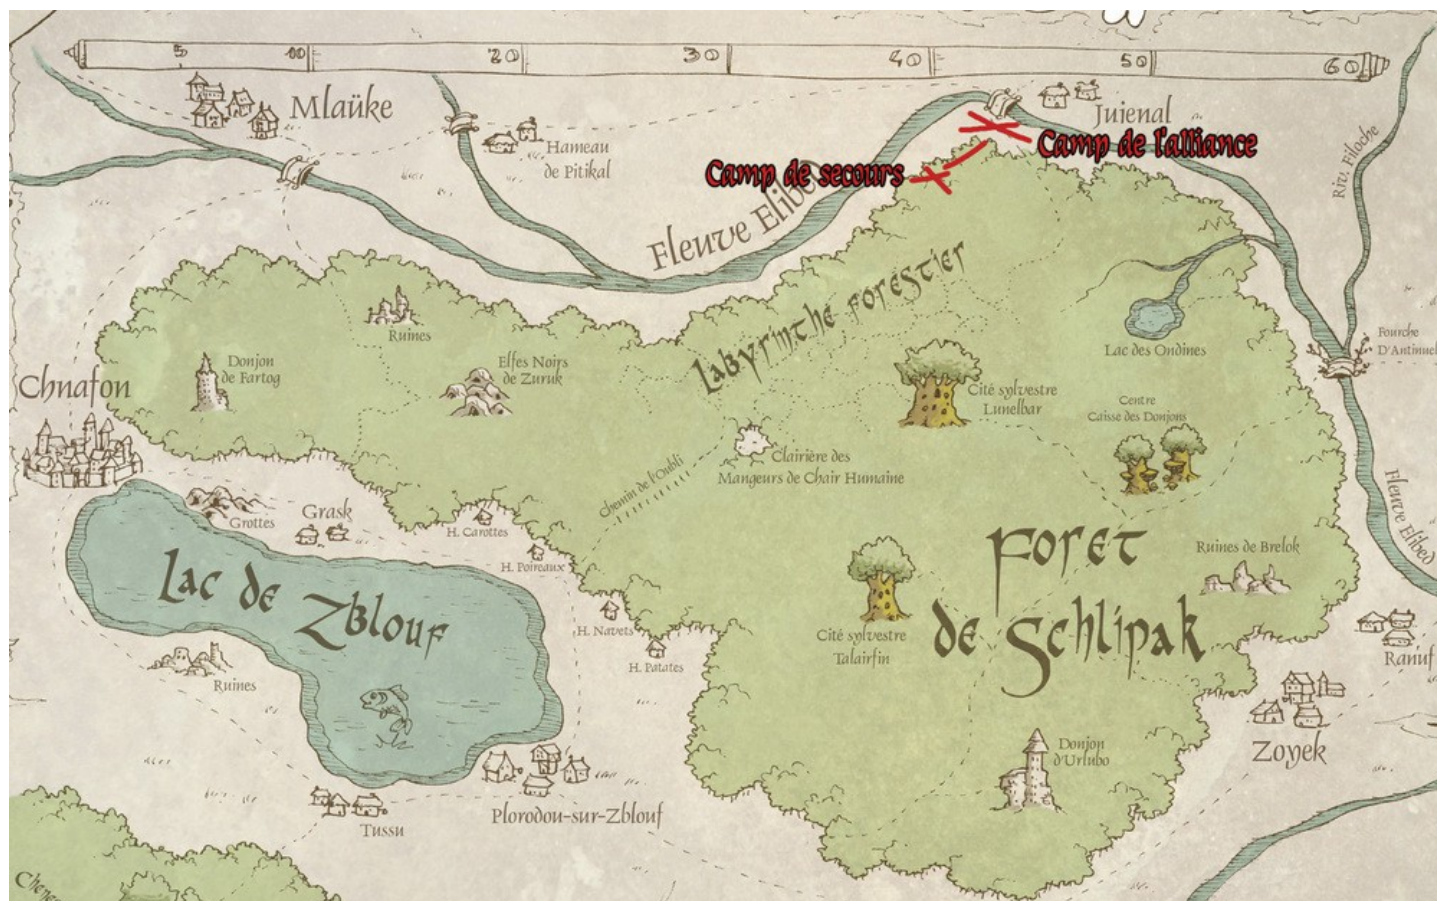 5 10 20 30 40 50 60
Mlaüke
Juienal
Hameau
de Pitikal
Camp de l'alliance
Camp de secours
Riv. Filoche
Fleuve Elibed
Labyrinthe forestier
Ruines
Donjon
de Fartog
Elfes Noirs
de Zuruk
Lac des Ondines
Fourche
D'Antinuel
Chnafon
Cité sylvestre
Lunelbar
Centre
Caisse des Donjons
Clairière des
Mangeurs de Chair Humaine
Chemin de l'Oubli
Grottes
Grask
H. Carottes
H. Poireaux
Fleuve Elibed
Foret
de Schlipak
Ruines de Brelok
Lac de
Zblouf
H. Navets
H. Patates
Cité sylvestre
Talairfin
Ranuf
Ruines
Zoyek
Donjon
d'Urlubo
Plorodou-sur-Zblouf
Tussu